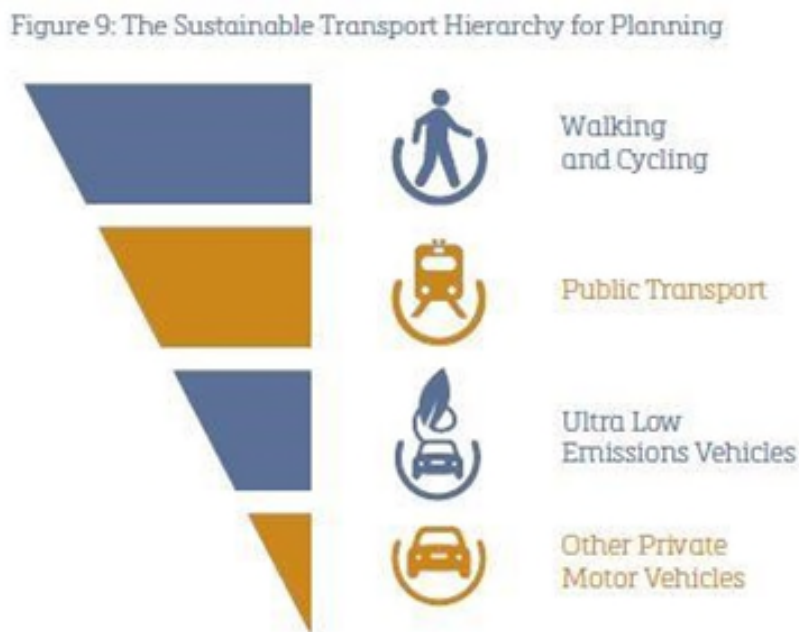 Figure 9: The Sustainable Transport Hierarchy for Planning
Walking
and Cycling
Public Transport
Ultra Low
Emissions Vehicles
Other Private
Motor Vehicles